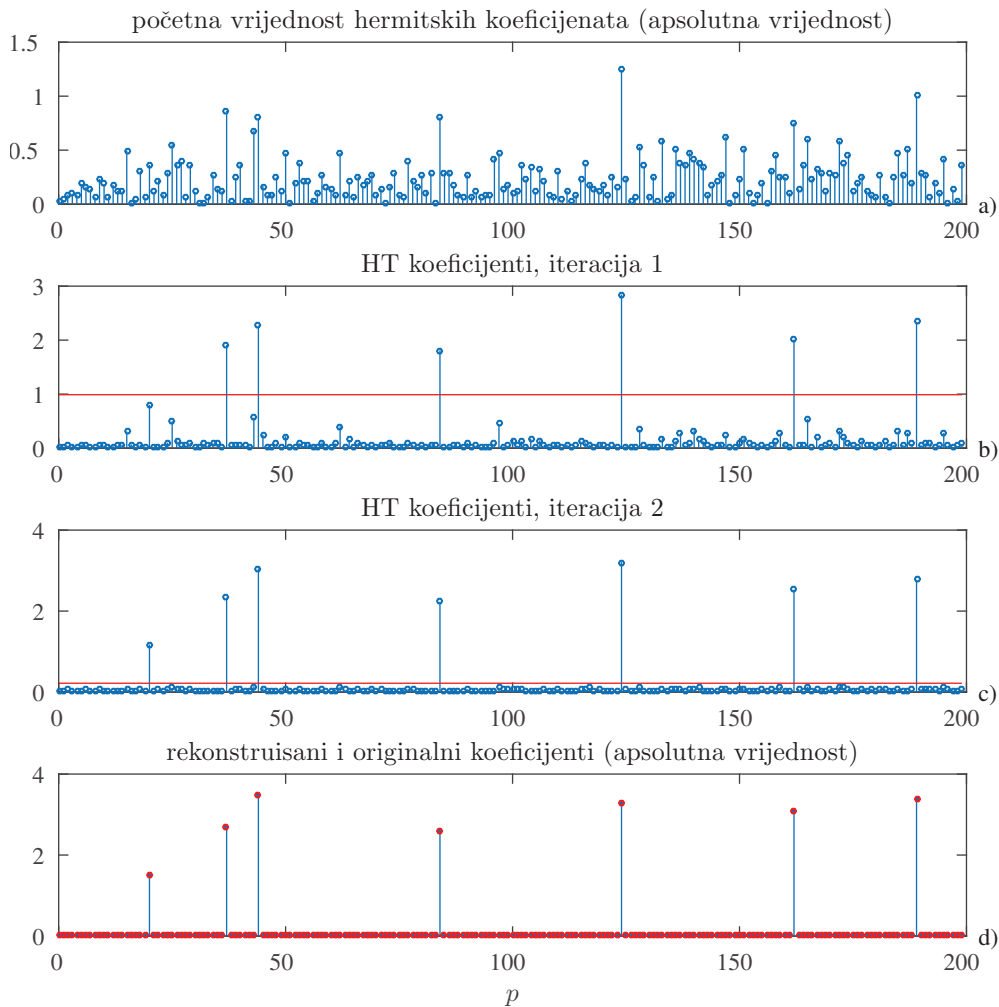 početna vrijednost hermitskih koeficijenata (apsolutna vrijednost)
1.5
1
0.5
0
0 50 100 150 200
a)
HT koeficijenti, iteracija 1
3
2
1
0
0 50 100 150 200
b)
HT koeficijenti, iteracija 2
4
2
0
0 50 100 150 200
c)
rekonstruisani i originalni koeficijenti (apsolutna vrijednost)
4
2
0
0 50 100 150 200
d)
p